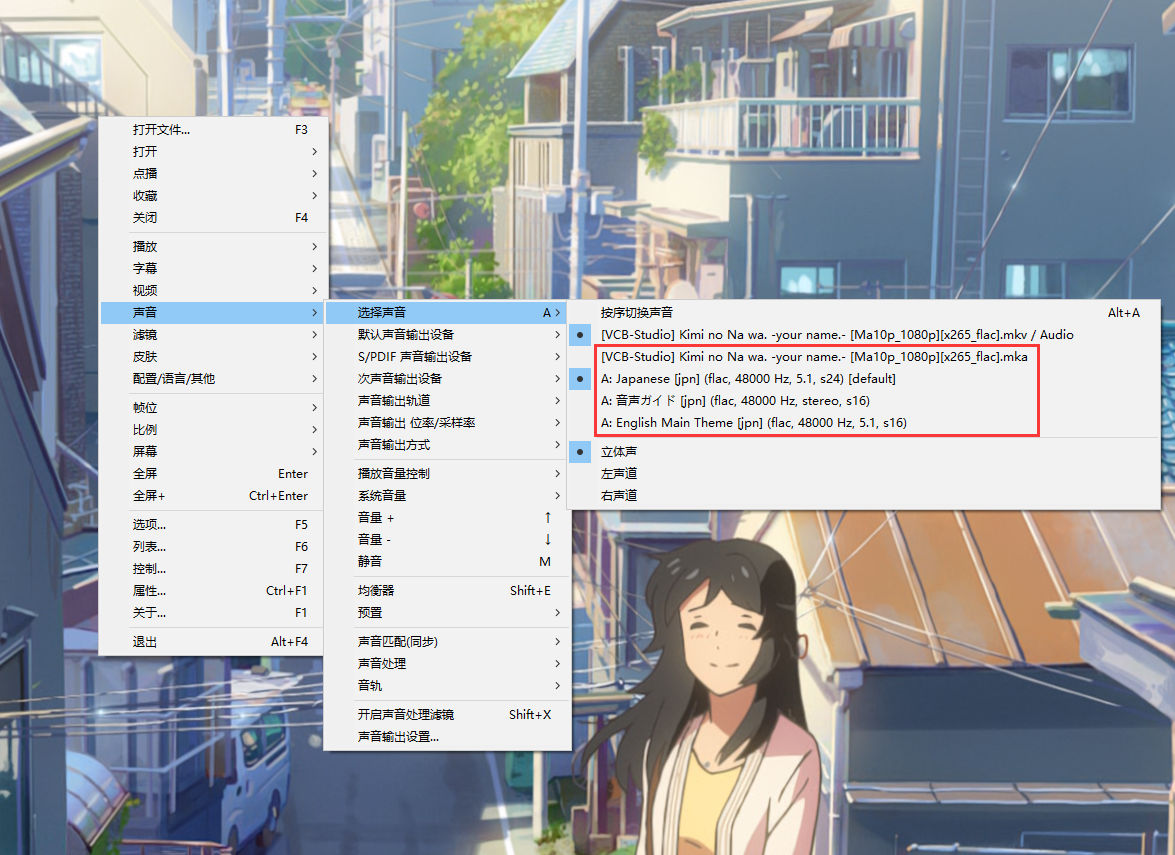 打开文件... F3
打开
点播
收藏
关闭 F4
播放
字幕
视频
声音
滤镜
皮肤
配置/语言/其他
帧位
比例
屏幕
全屏 Enter
全屏+ Ctrl+Enter
选项... F5
列表... F6
控制... F7
属性... Ctrl+F1
关于... F1
退出 Alt+F4
选择声音 A
默认声音输出设备
S/PDIF 声音输出设备
次声音输出设备
声音输出轨道
声音输出 位率/采样率
声音输出方式
播放音量控制
系统音量
音量 + ↑
音量 - ↓
静音 M
均衡器 Shift+E
预置
声音匹配(同步)
声音处理
音轨
开启声音处理滤镜 Shift+X
声音输出设置...
按序切换声音 Alt+A
[VCB-Studio] Kimi no Na wa. -your name.- [Ma10p_1080p][x265_flac].mkv / Audio
[VCB-Studio] Kimi no Na wa. -your name.- [Ma10p_1080p][x265_flac].mka
A: Japanese [jpn] (flac, 48000 Hz, 5.1, s24) [default]
A: 音声ガイド [jpn] (flac, 48000 Hz, stereo, s16)
A: English Main Theme [jpn] (flac, 48000 Hz, 5.1, s16)
立体声
左声道
右声道